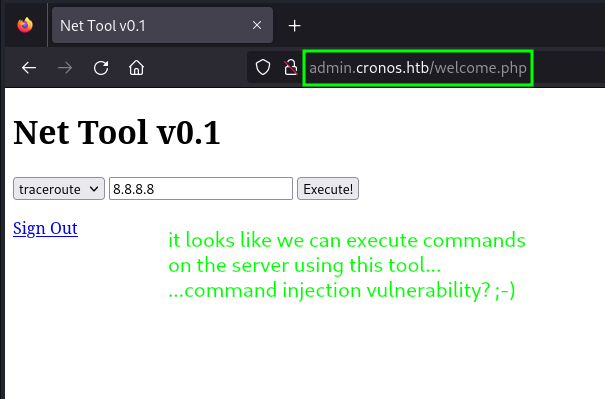 Net Tool v0.1
admin.cronos.htb/welcome.php
Net Tool v0.1
traceroute 8.8.8.8 Execute!
Sign Out
it looks like we can execute commands
on the server using this tool...
...command injection vulnerability? ;-)